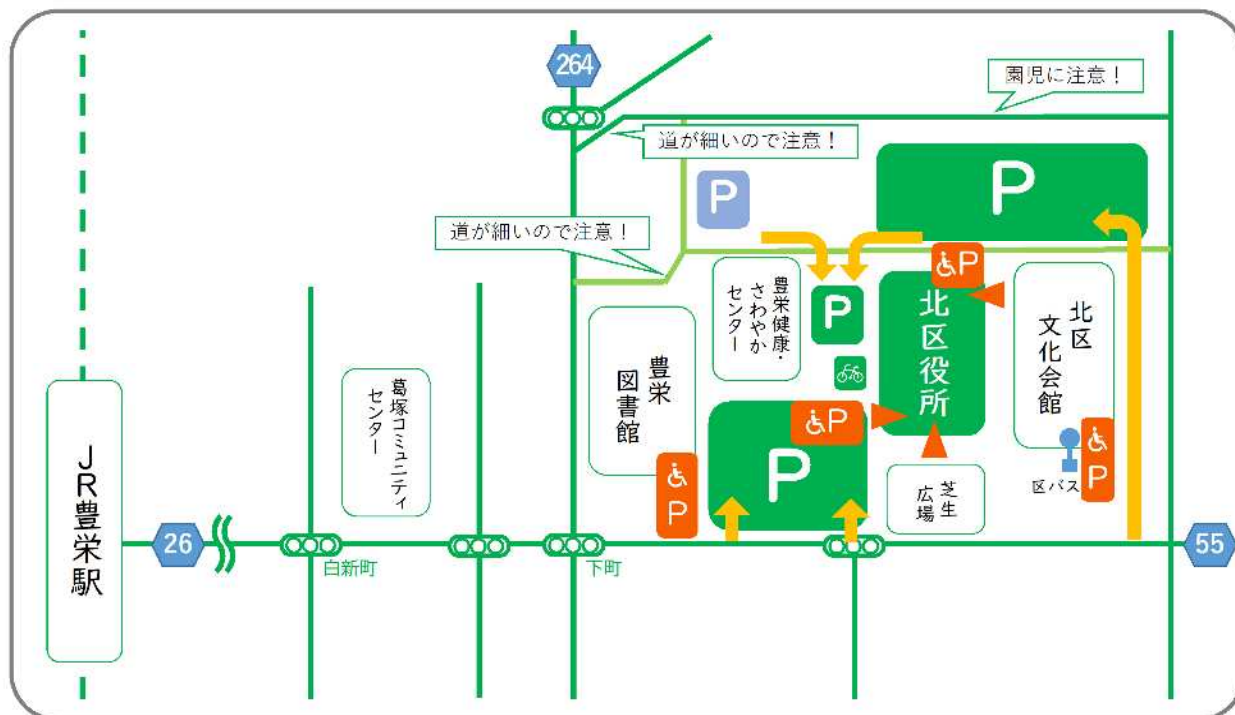 264
園児に注意！
道が細いので注意！
P
P
道が細いので注意！
P
豊栄健康・
さわやか
センター
P
北区役所
北区
文化会館
豊栄
図書館
葛塚コミュニティ
センター
P
P
P
P
区バス
芝生
広場
JR豊栄駅
26
白新町
下町
55